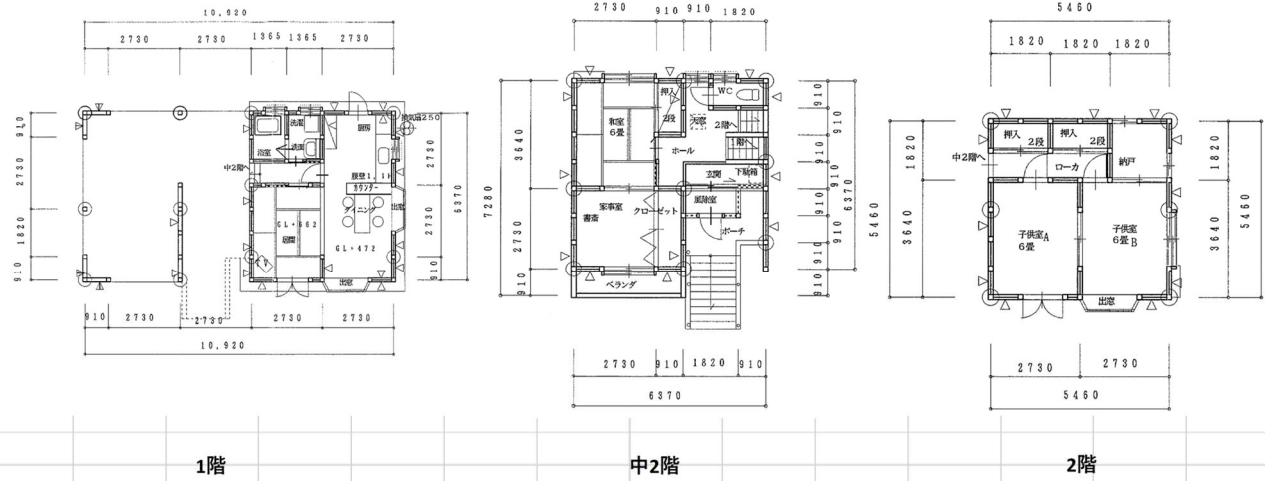 10,920
2730
2730
1365
1365
2730
910
2730
1820
910
浴室
洗濯
洗面
厨房
換気扇250
中2階へ
腰壁1,1H
カウンター
ダイニング
出窓
GL+662
居間
TV
GL+472
出窓
2730
2730
910
6370
910
2730
2730
2730
2730
10,920
1階
2730
910
910
1820
3640
2730
910
7280
和室
6畳
押入
2段
WC
天窓
2階へ
1階へ
ホール
玄関
下駄箱
家事室
書斎
クローゼット
風除室
ポーチ
ベランダ
910
910
910
910
910
910
910
910
6370
2730
910
1820
910
6370
中2階
5460
1820
1820
1820
1820
3640
5460
押入
2段
押入
2段
中2階へ
ローカ
納戸
子供室A
6畳
子供室
6畳B
出窓
1820
3640
5460
2730
2730
5460
2階